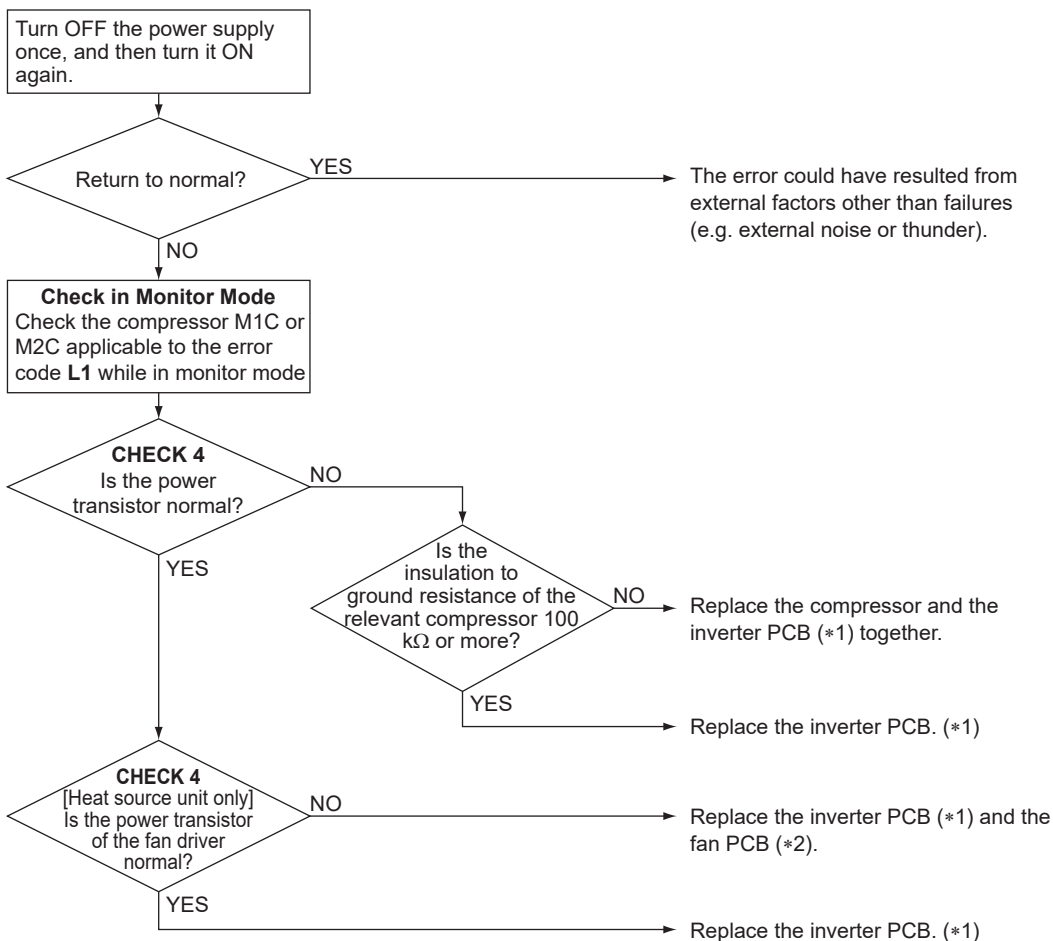 Turn OFF the power supply
once, and then turn it ON
again.
Return to normal?
YES
The error could have resulted from
external factors other than failures
(e.g. external noise or thunder).
NO
Check in Monitor Mode
Check the compressor M1C or
M2C applicable to the error
code L1 while in monitor mode
CHECK 4
Is the power
transistor normal?
NO
YES
Is the
insulation to
ground resistance of the
relevant compressor 100
kΩ or more?
NO
Replace the compressor and the
inverter PCB (∗1) together.
YES
Replace the inverter PCB. (∗1)
CHECK 4
[Heat source unit only]
Is the power transistor
of the fan driver
normal?
NO
Replace the inverter PCB (∗1) and the
fan PCB (∗2).
YES
Replace the inverter PCB. (∗1)